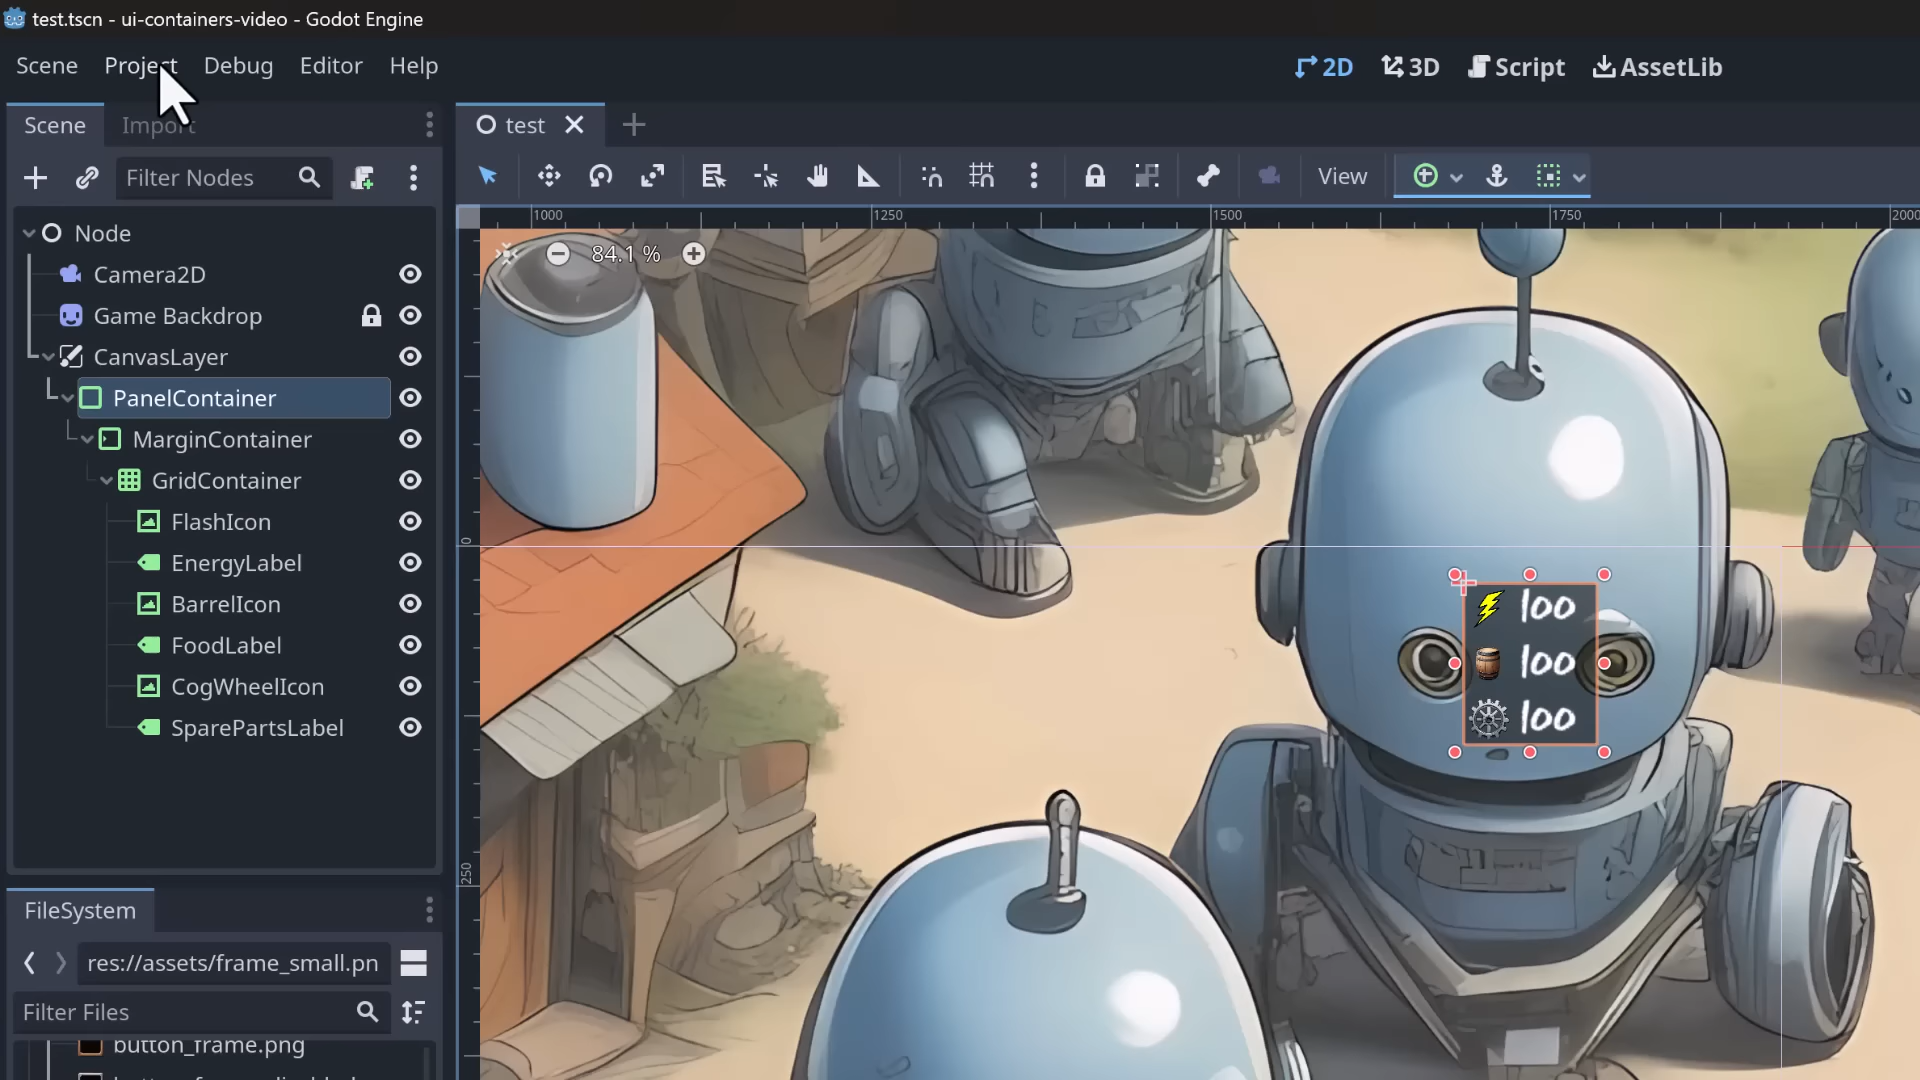 test.tscn - ui-containers-video - Godot Engine
Scene Project Debug Editor Help
2D 3D Script AssetLib
Scene Import
test
Filter Nodes
View
1000 1250 1500 1750 2000
84.1 %
Node
Camera2D
Game Backdrop
CanvasLayer
PanelContainer
MarginContainer
GridContainer
FlashIcon
EnergyLabel
BarrelIcon
FoodLabel
CogWheelIcon
SparePartsLabel
0
100
100
100
250
FileSystem
res://assets/frame_small.pn
Filter Files
button_frame.png